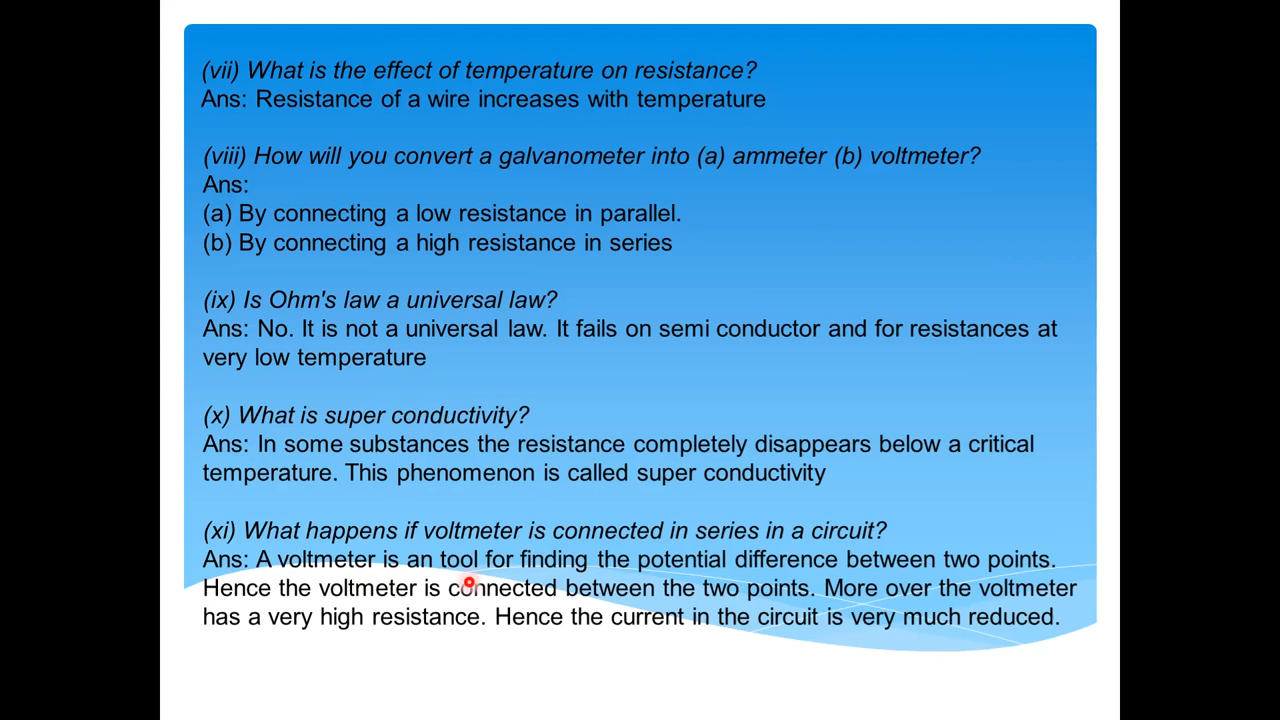 (vii) What is the effect of temperature on resistance?
Ans: Resistance of a wire increases with temperature
(viii) How will you convert a galvanometer into (a) ammeter (b) voltmeter?
Ans:
(a) By connecting a low resistance in parallel.
(b) By connecting a high resistance in series
(ix) Is Ohm's law a universal law?
Ans: No. It is not a universal law. It fails on semi conductor and for resistances at
very low temperature
(x) What is super conductivity?
Ans: In some substances the resistance completely disappears below a critical
temperature. This phenomenon is called super conductivity
(xi) What happens if voltmeter is connected in series in a circuit?
Ans: A voltmeter is an tool for finding the potential difference between two points.
Hence the voltmeter is connected between the two points. More over the voltmeter
has a very high resistance. Hence the current in the circuit is very much reduced.